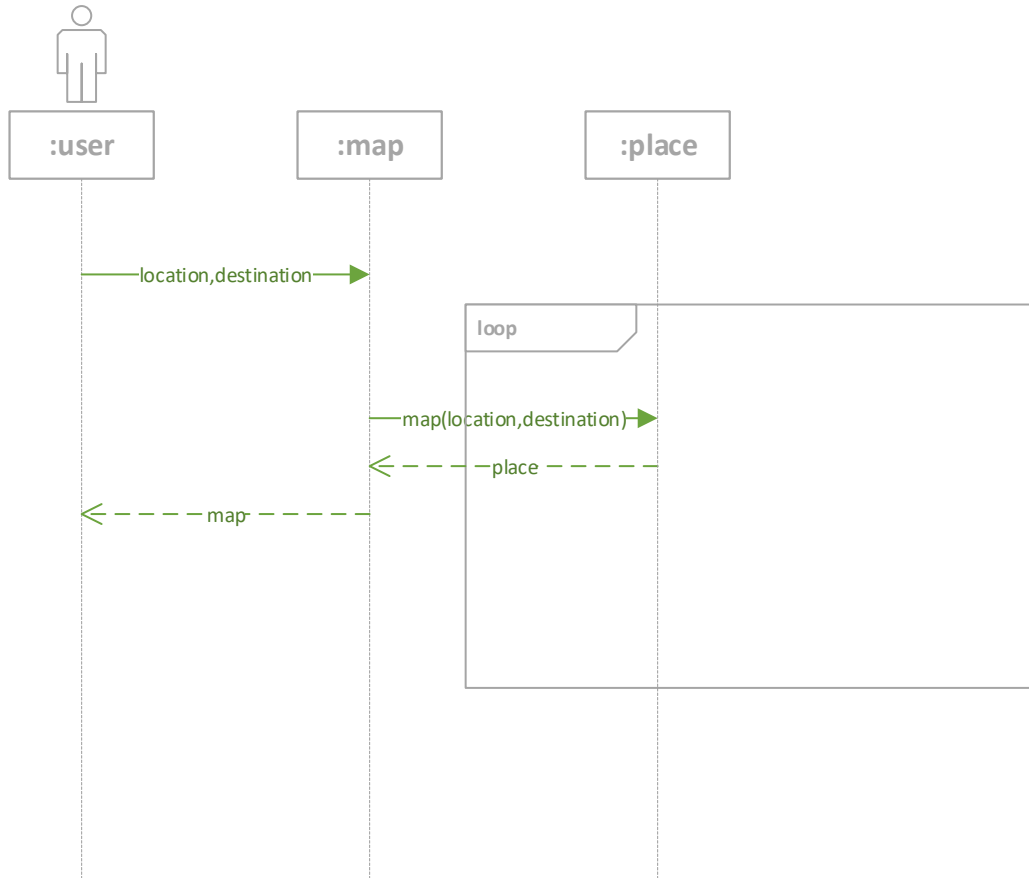 :user
:map
:place
location,destination
loop
map(location,destination)
place
map